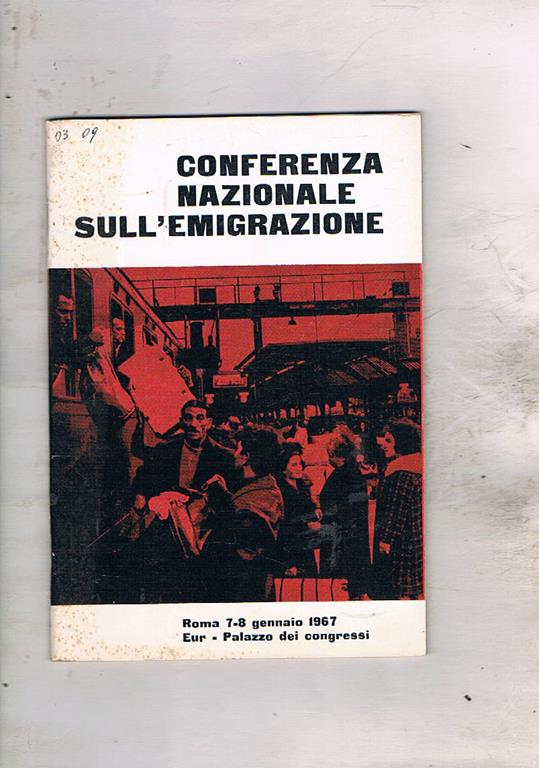 03 09
CONFERENZA
NAZIONALE
SULL'EMIGRAZIONE
Roma 7-8 gennaio 1967
Eur - Palazzo dei congressi